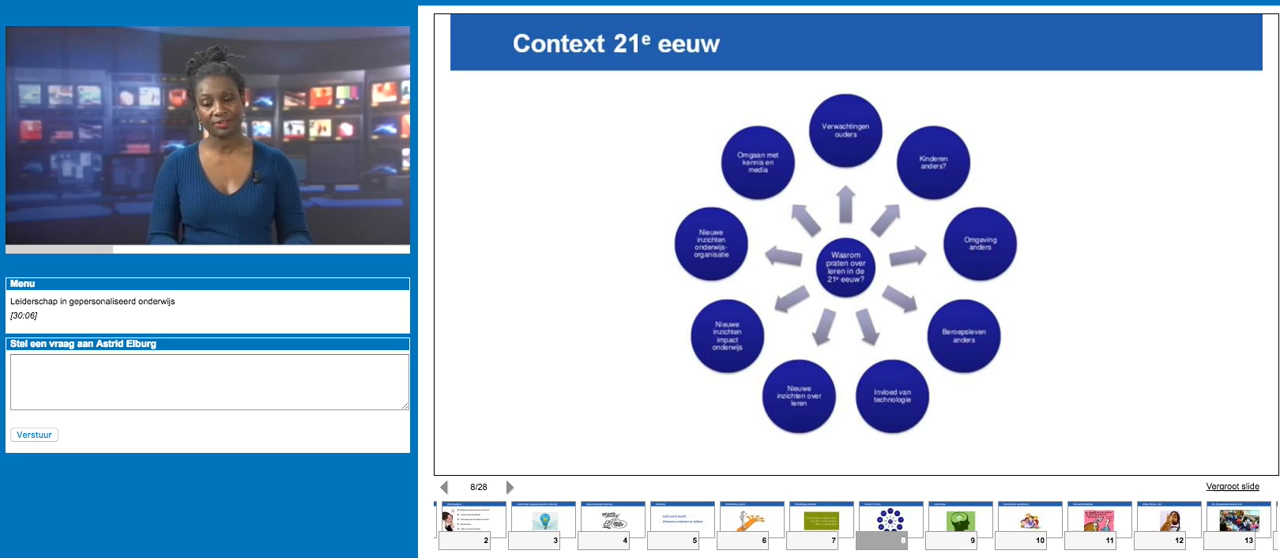 Context 21e eeuw
Verwachtingen
ouders
Kinderen
anders?
Omgeving
anders
Beroepsleven
anders
Invloed van
technologie
Nieuwe
inzichten over
leren
Nieuwe
inzichten
impact
onderwijs
Nieuwe
inzichten
onderwijs-
organisatie
Omgaan met
kennis en
media
Waarom
praten over
leren in de
21e eeuw?
Menu
Leiderschap in gepersonaliseerd onderwijs
[30:06]
Stel een vraag aan Astrid Elburg
Verstuur
8/28
Vergroot slide
2
3
4
5
6
7
8
9
10
11
12
13